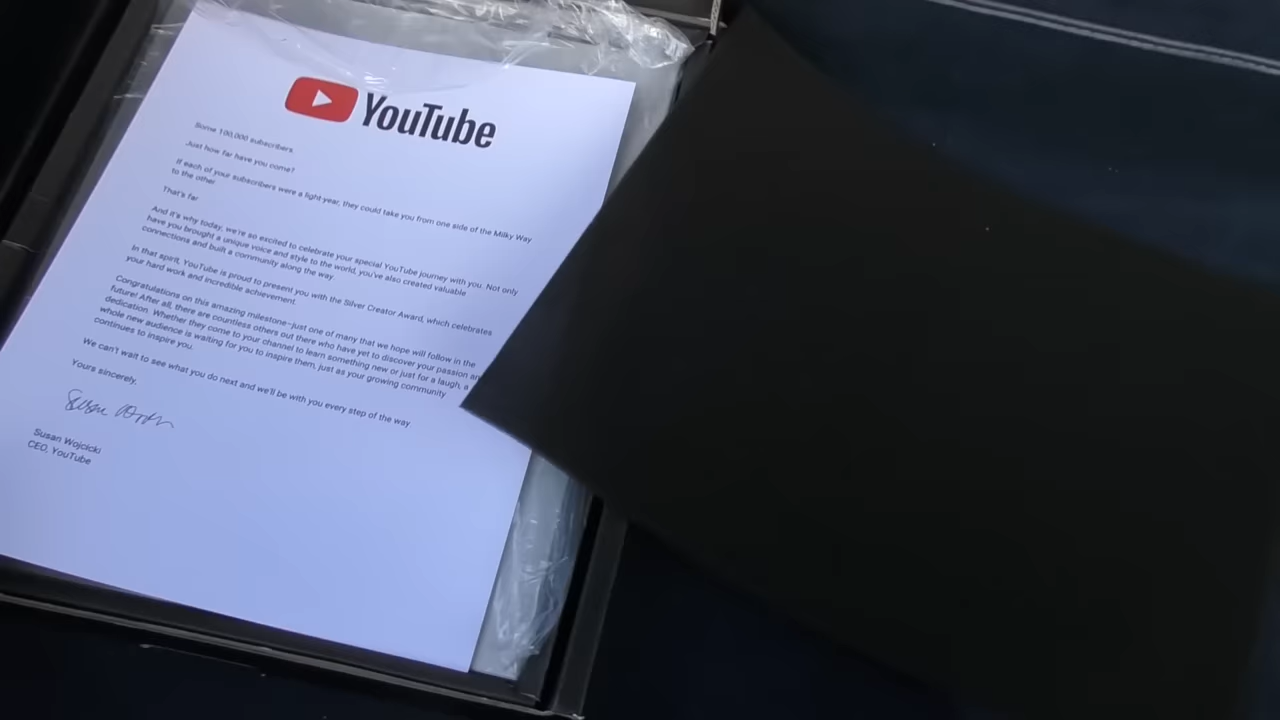 YouTube
Some 100,000 subscribers.
Just how far have you come?
If each of your subscribers were a light year, they could take you from one side of the Milky Way
to the other.
That's far
And it's why today, we're so excited to celebrate your special YouTube journey with you. Not only
have you brought a unique voice and style to the world, you've also created valuable
connections and built a community along the way.
In that spirit, YouTube is proud to present you with the Silver Creator Award, which celebrates
your hard work and incredible achievement.
Congratulations on this amazing milestone–just one of many that we hope will follow in the
future! After all, there are countless others out there who have yet to discover your passion
dedication. Whether they come to your channel to learn something new or just for a laugh, a
whole new audience is waiting for you to inspire them, just as your growing community
continues to inspire you.
We can't wait to see what you do next and we'll be with you every step of the way
Yours sincerely,
Susan Wojcicki
CEO, YouTube